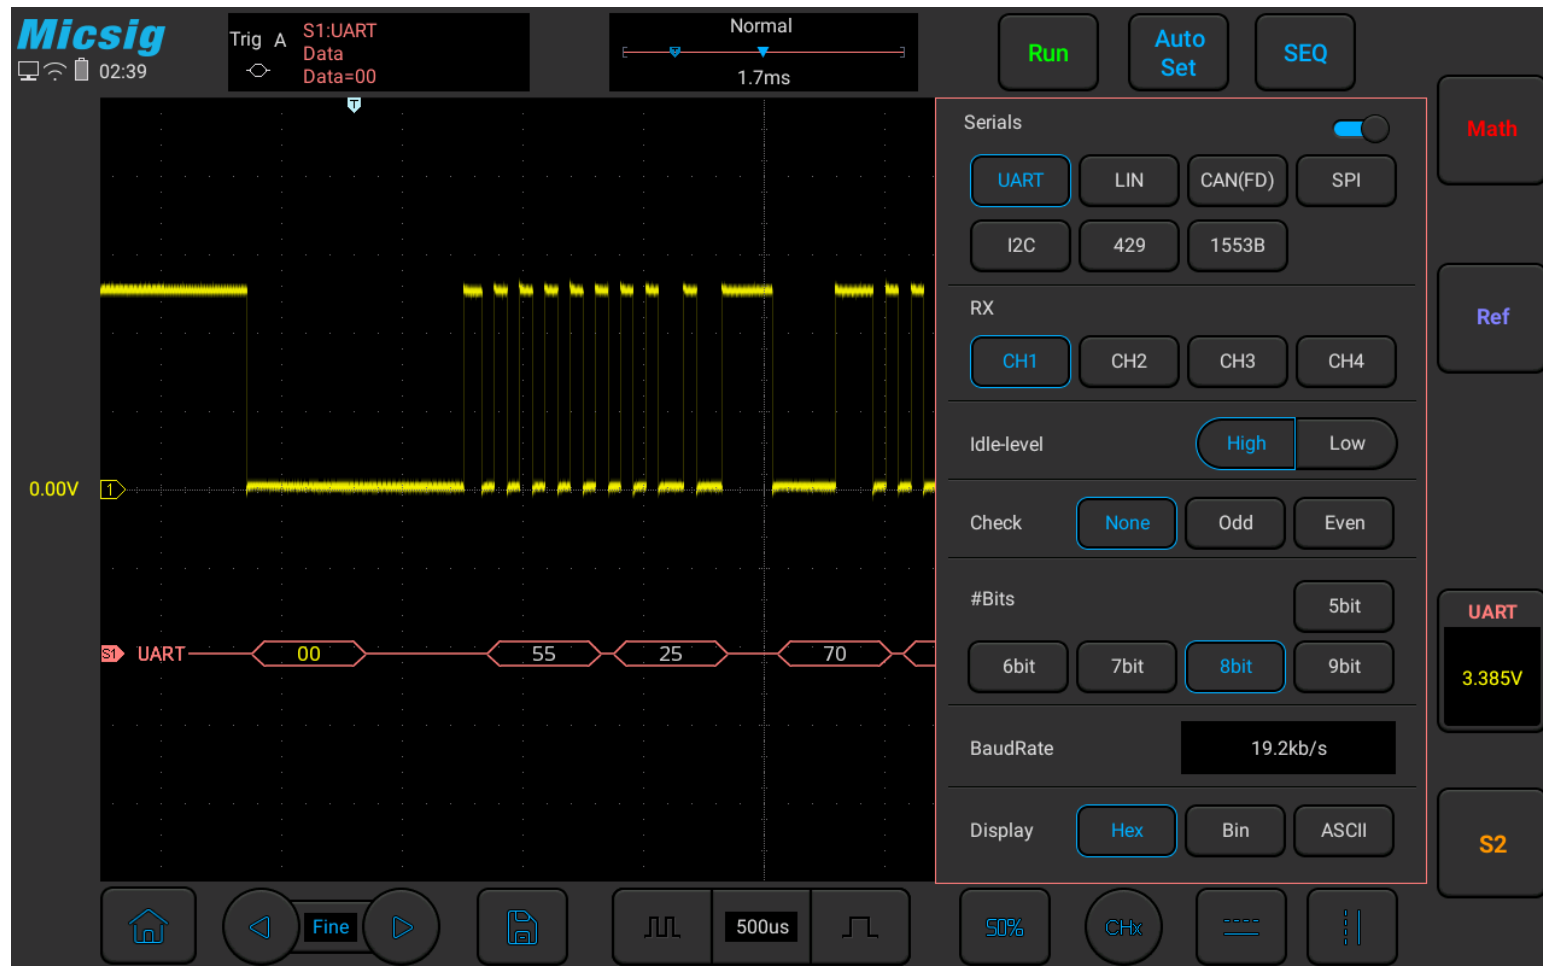 Micsig
02:39
Trig A
S1:UART
Data
Data=00
Normal
T
1.7ms
Run
Auto
Set
SEQ
T
Serials
UART LIN CAN(FD) SPI
I2C 429 1553B
RX
CH1 CH2 CH3 CH4
Idle-level High Low
Check None Odd Even
#Bits 5bit
6bit 7bit 8bit 9bit
BaudRate 19.2kb/s
Display Hex Bin ASCII
0.00V 1
S1 UART 00 55 25 70
Math
Ref
UART
3.385V
S2
Fine
500us
50%
CHx